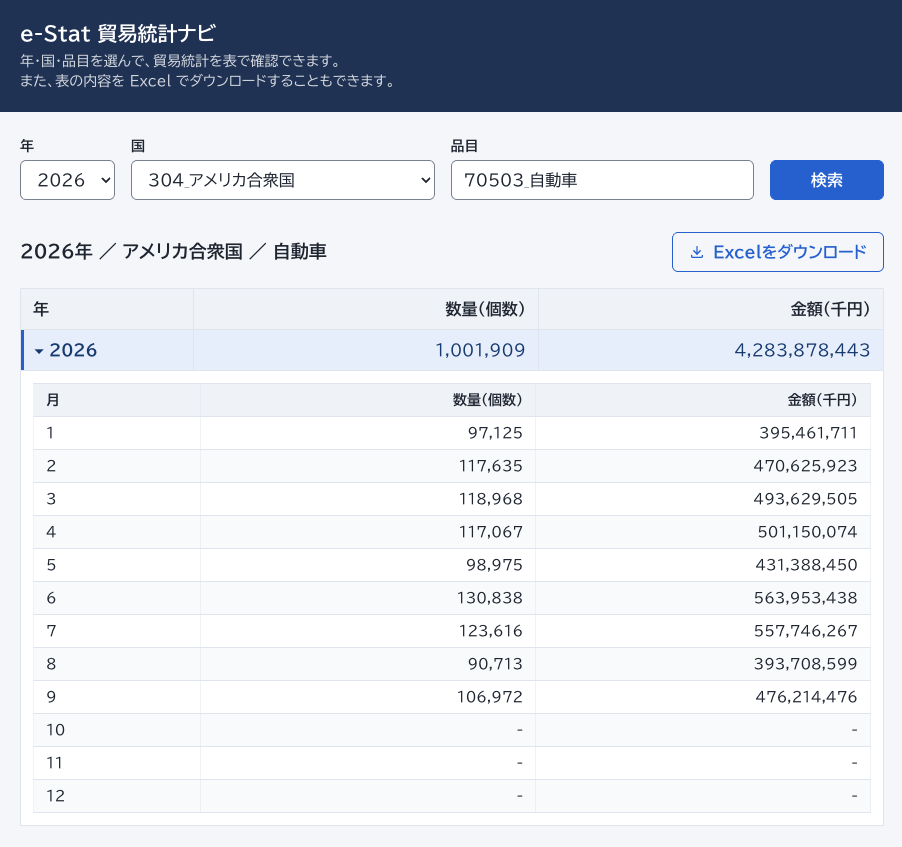 e-Stat 貿易統計ナビ
年・国・品目を選んで、貿易統計を表で確認できます。
また、表の内容を Excel でダウンロードすることもできます。
年 国 品目
2026 304_アメリカ合衆国 70503_自動車 検索
2026年 ／ アメリカ合衆国 ／ 自動車 Excelをダウンロード
年 数量(個数) 金額(千円)
2026 1,001,909 4,283,878,443
月 数量(個数) 金額(千円)
1 97,125 395,461,711
2 117,635 470,625,923
3 118,968 493,629,505
4 117,067 501,150,074
5 98,975 431,388,450
6 130,838 563,953,438
7 123,616 557,746,267
8 90,713 393,708,599
9 106,972 476,214,476
10 - -
11 - -
12 - -